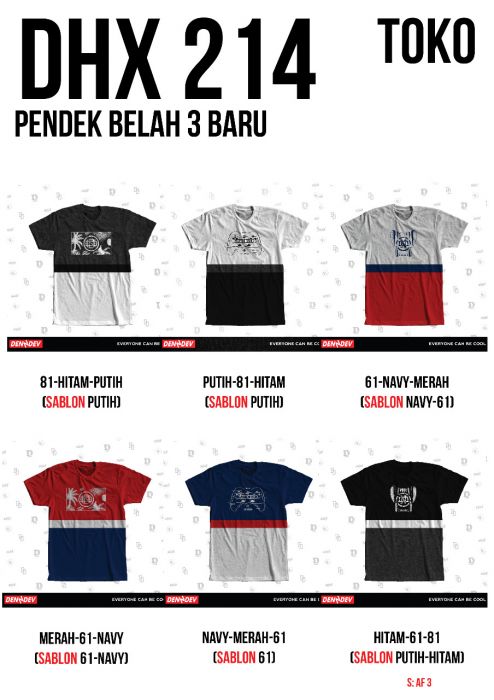 DHX 214
TOKO
PENDEK BELAH 3 BARU
DENADEV
EVERYONE CAN BE
DENADEV
EVERYONE CAN BE CO
DENADEV
EVERYONE CAN BE COOL
81-HITAM-PUTIH
(SABLON PUTIH)
PUTIH-81-HITAM
(SABLON PUTIH)
61-NAVY-MERAH
(SABLON NAVY-61)
DENADEV
EVERYONE CAN BE COO
DENADEV
EVERYONE CAN BE
DENADEV
EVERYONE CAN BE COOL
MERAH-61-NAVY
(SABLON 61-NAVY)
NAVY-MERAH-61
(SABLON 61)
HITAM-61-81
(SABLON PUTIH-HITAM)
S: AF 3